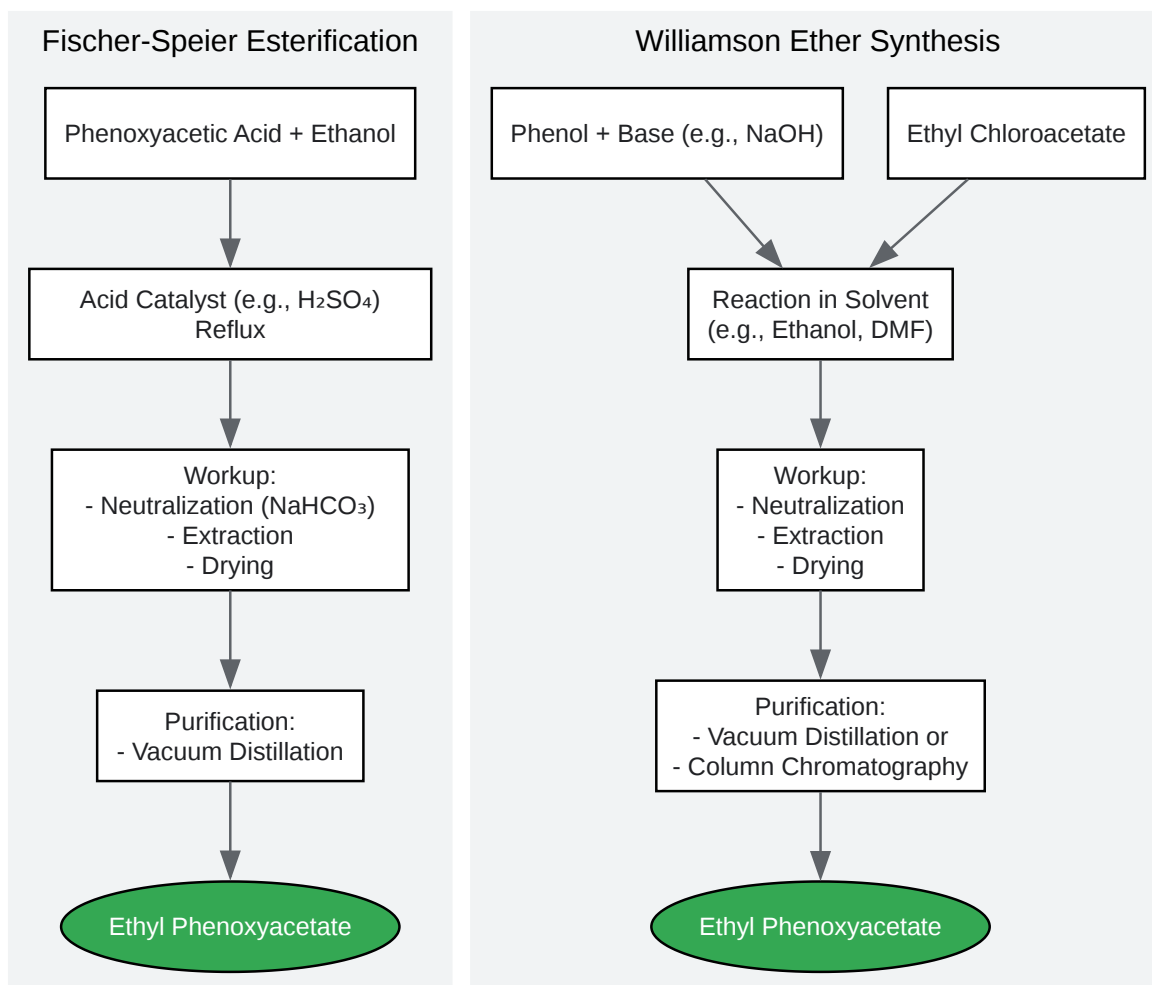 Fischer-Speier Esterification
Phenoxyacetic Acid + Ethanol
Acid Catalyst (e.g., H₂SO₄)
Reflux
Workup:
- Neutralization (NaHCO₃)
- Extraction
- Drying
Purification:
- Vacuum Distillation
Ethyl Phenoxyacetate
Williamson Ether Synthesis
Phenol + Base (e.g., NaOH)
Ethyl Chloroacetate
Reaction in Solvent
(e.g., Ethanol, DMF)
Workup:
- Neutralization
- Extraction
- Drying
Purification:
- Vacuum Distillation or
- Column Chromatography
Ethyl Phenoxyacetate